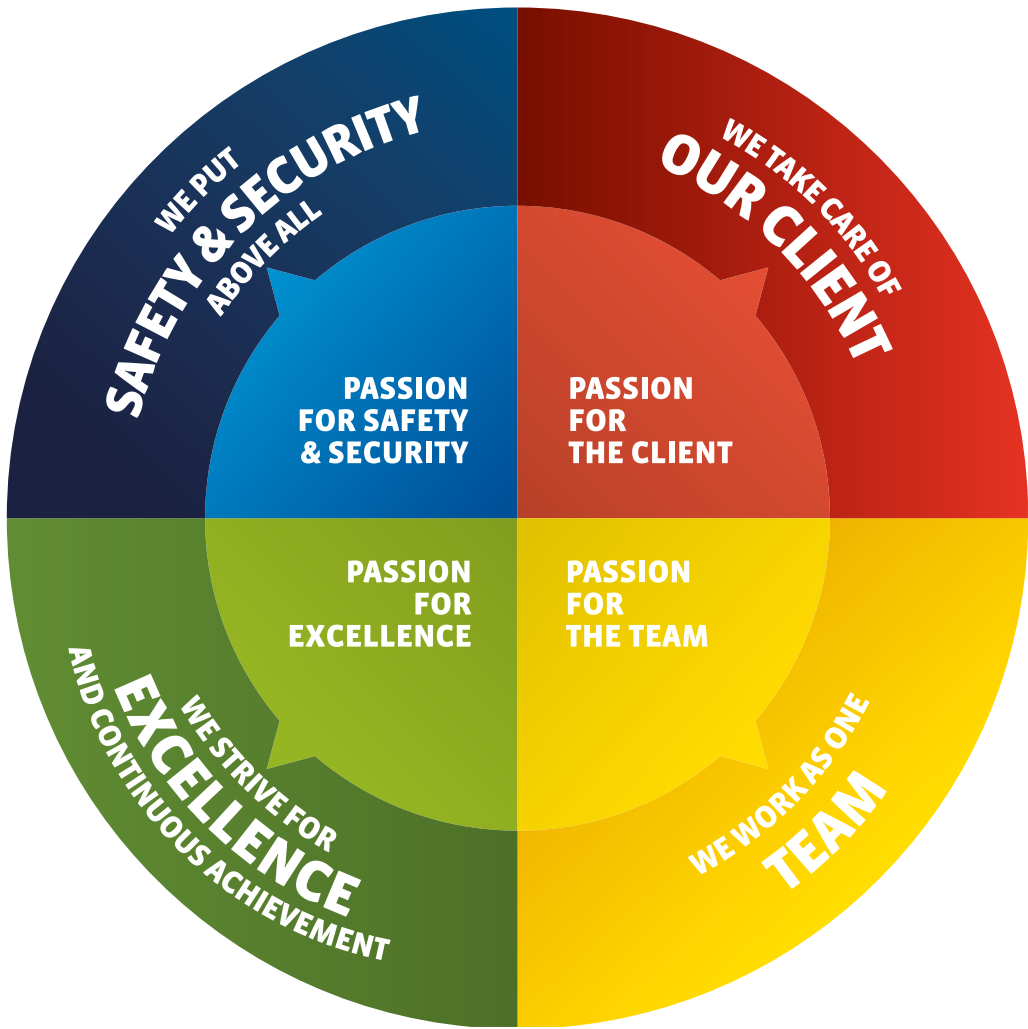 WE PUT
SAFETY & SECURITY
ABOVE ALL
WE TAKE CARE OF
OUR CLIENT
PASSION
FOR SAFETY
& SECURITY
PASSION
FOR
THE CLIENT
PASSION
FOR
EXCELLENCE
PASSION
FOR
THE TEAM
WE STRIVE FOR
EXCELLENCE
AND CONTINUOUS ACHIEVEMENT
WE WORK AS ONE
TEAM